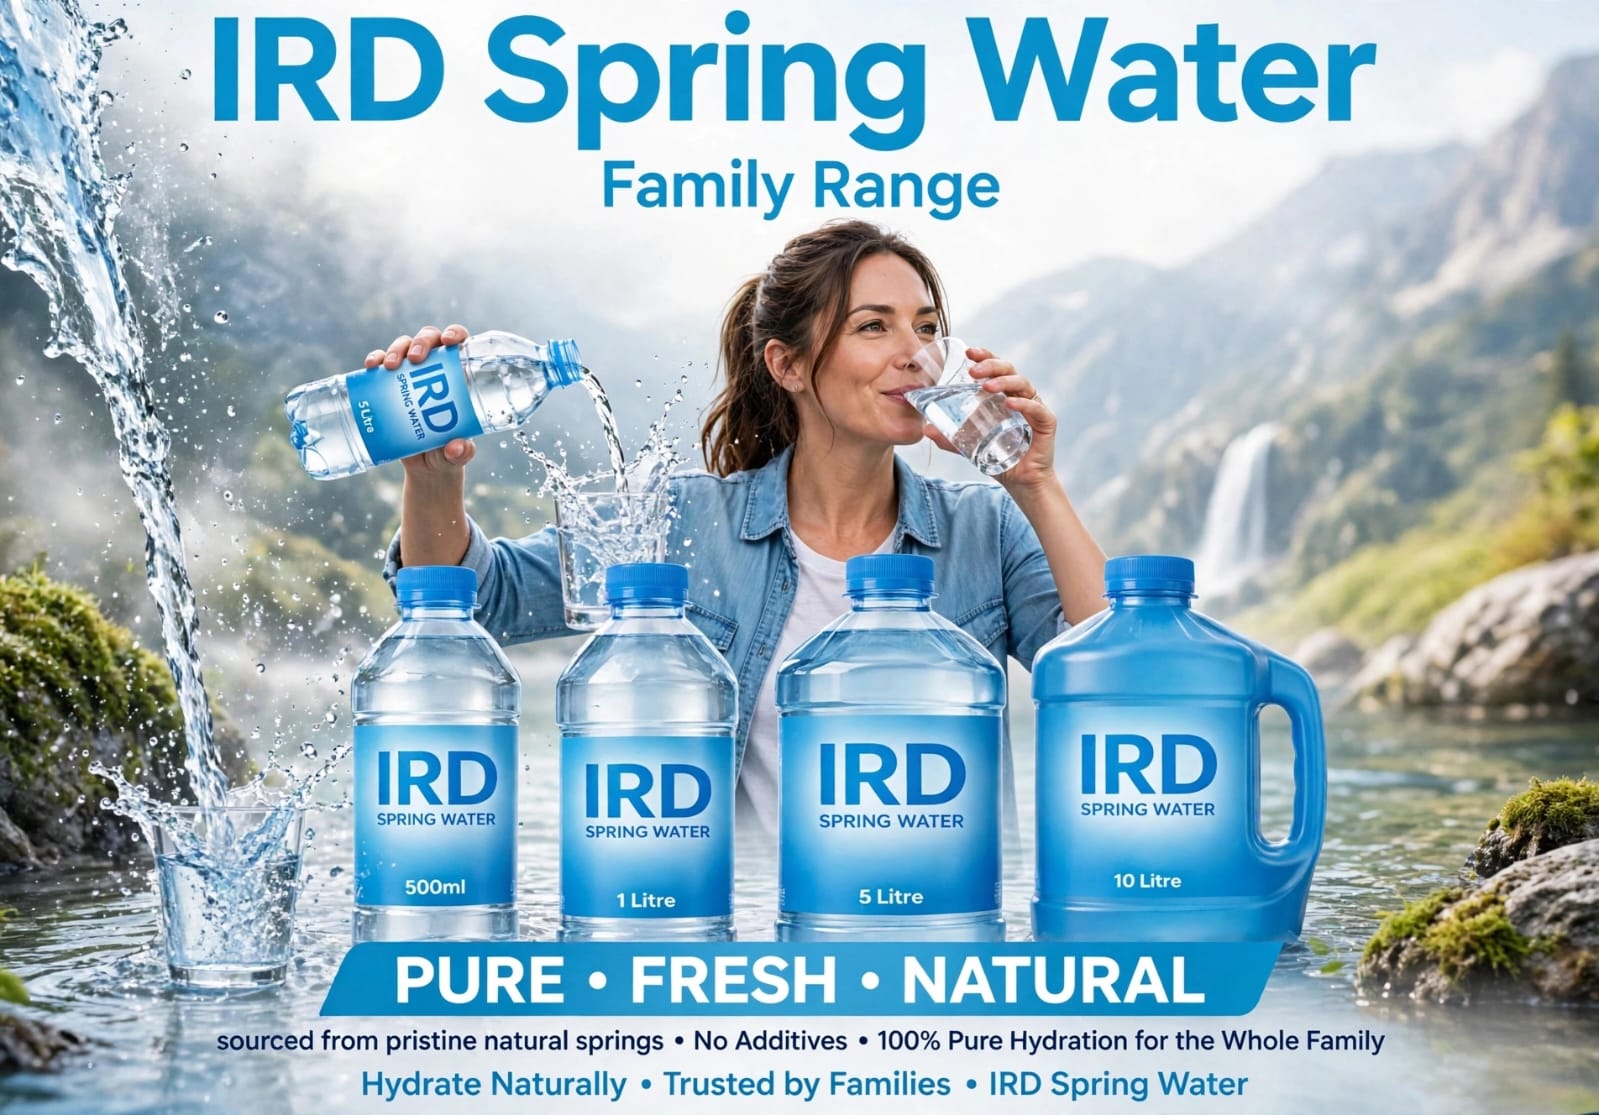 IRD Spring Water
Family Range
IRD
SPRING WATER
5 Litre
IRD
SPRING WATER
500ml
IRD
SPRING WATER
1 Litre
IRD
SPRING WATER
5 Litre
IRD
SPRING WATER
10 Litre
PURE • FRESH • NATURAL
sourced from pristine natural springs • No Additives • 100% Pure Hydration for the Whole Family
Hydrate Naturally • Trusted by Families • IRD Spring Water